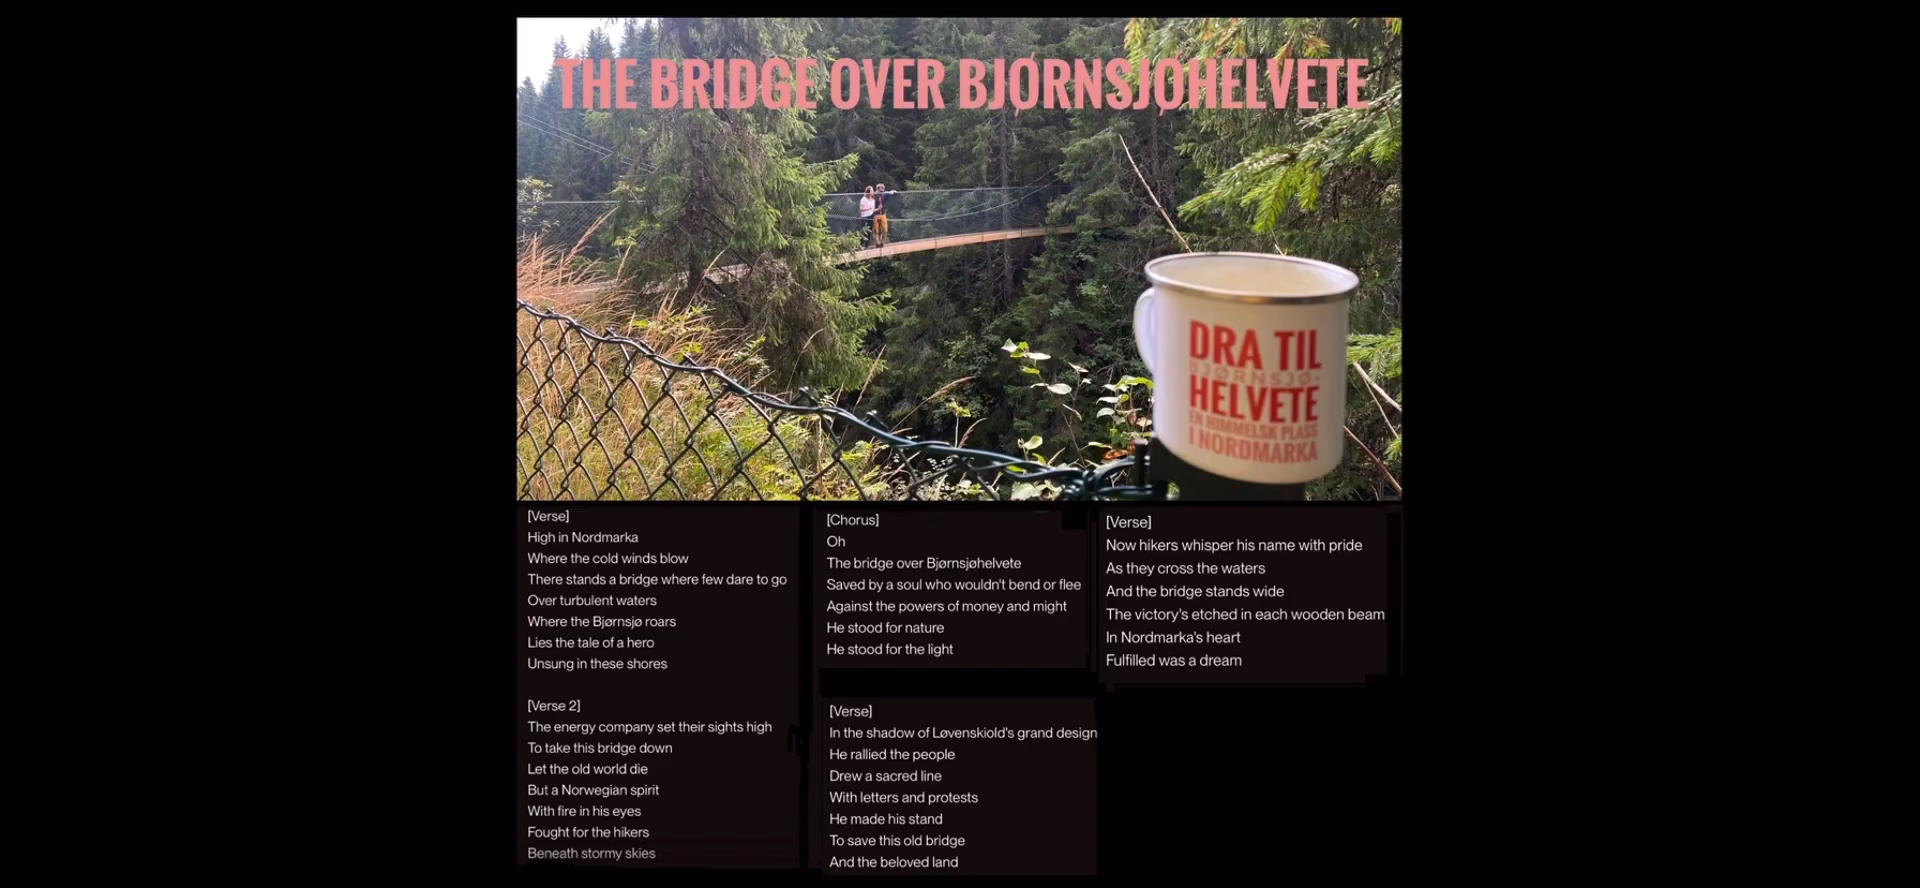 THE BRIDGE OVER BJØRNSJØHELVETE
DRA TIL
BJØRNSJØ-
HELVETE
EN HIMMELSK PLASS
I NORDMARKA
[Verse]
High in Nordmarka
Where the cold winds blow
There stands a bridge where few dare to go
Over turbulent waters
Where the Bjørnsjø roars
Lies the tale of a hero
Unsung in these shores
[Verse 2]
The energy company set their sights high
To take this bridge down
Let the old world die
But a Norwegian spirit
With fire in his eyes
Fought for the hikers
Beneath stormy skies
[Chorus]
Oh
The bridge over Bjørnsjøhelvete
Saved by a soul who wouldn't bend or flee
Against the powers of money and might
He stood for nature
He stood for the light
[Verse]
In the shadow of Løvenskiold's grand design
He rallied the people
Drew a sacred line
With letters and protests
He made his stand
To save this old bridge
And the beloved land
[Verse]
Now hikers whisper his name with pride
As they cross the waters
And the bridge stands wide
The victory's etched in each wooden beam
In Nordmarka's heart
Fulfilled was a dream